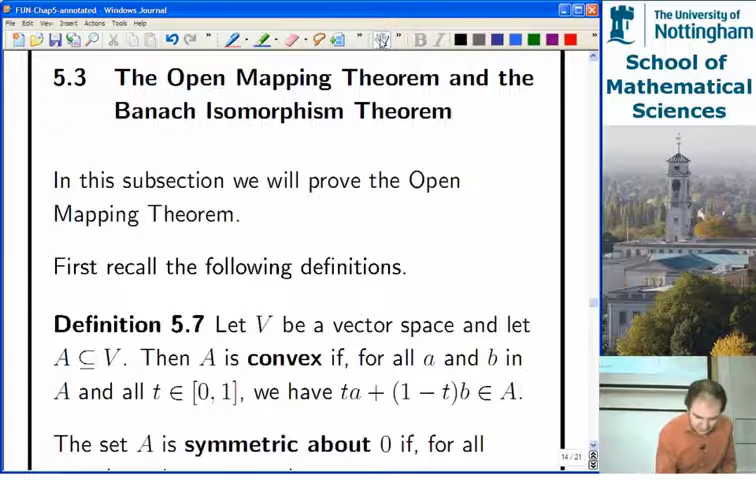 FUN-Chap5-annotated - Windows Journal
File Edit View Insert Actions Tools Help
B I
5.3 The Open Mapping Theorem and the
Banach Isomorphism Theorem
In this subsection we will prove the Open
Mapping Theorem.
First recall the following definitions.
Definition 5.7 Let V be a vector space and let
A ⊆ V. Then A is convex if, for all a and b in
A and all t ∈ [0, 1], we have ta + (1 − t)b ∈ A.
The set A is symmetric about 0 if, for all
14 / 21
The University of
Nottingham
School of
Mathematical
Sciences